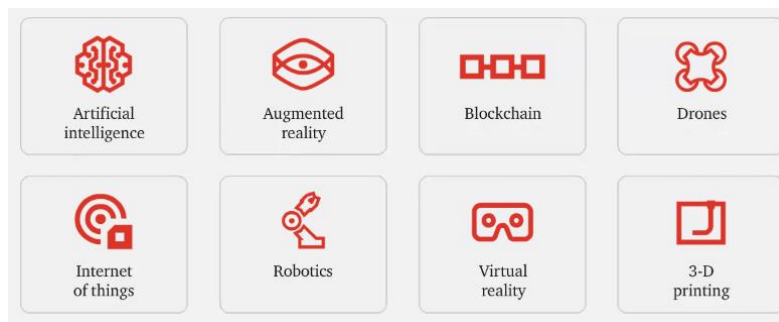 Artificial
intelligence
Augmented
reality
Blockchain
Drones
Internet
of things
Robotics
Virtual
reality
3-D
printing